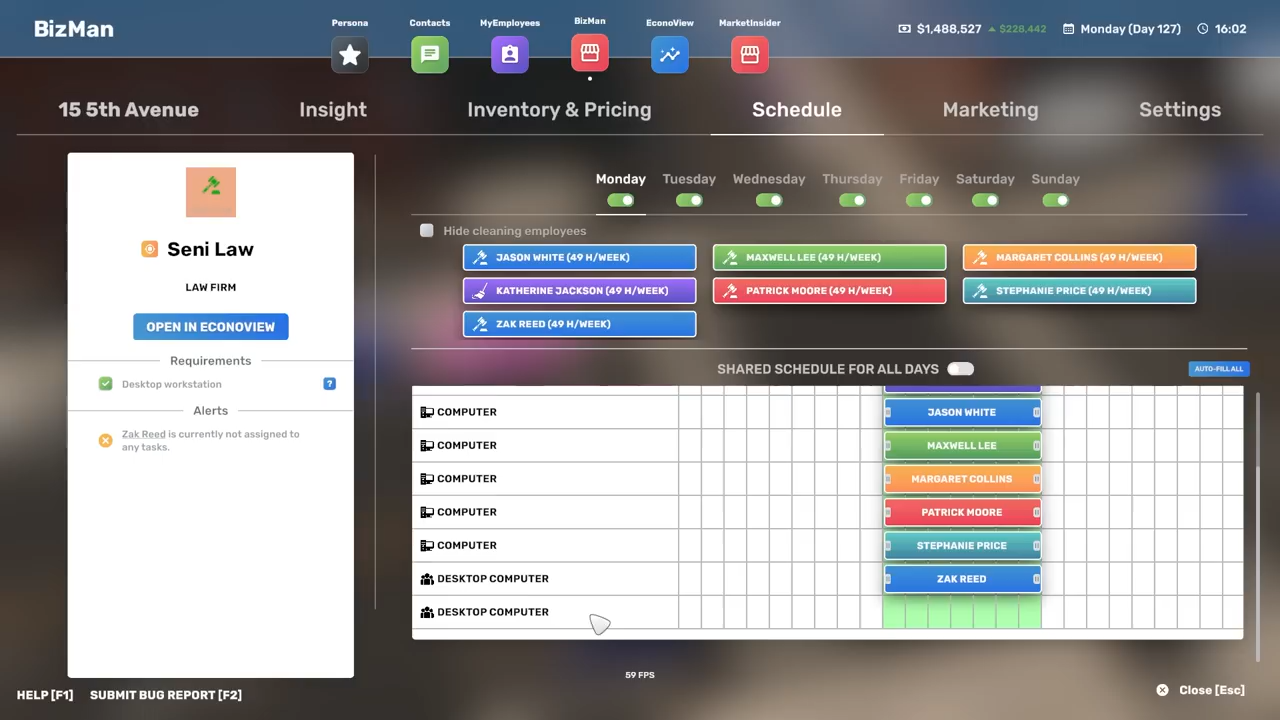 BizMan
Persona
Contacts
MyEmployees
BizMan
EconoView
MarketInsider
$1,488,527 $228,442 Monday (Day 127) 16:02
15 5th Avenue Insight Inventory & Pricing Schedule Marketing Settings
Seni Law
LAW FIRM
OPEN IN ECONOVIEW
Requirements
Desktop workstation ?
Alerts
Zak Reed is currently not assigned to
any tasks.
Monday Tuesday Wednesday Thursday Friday Saturday Sunday
Hide cleaning employees
JASON WHITE (49 H/WEEK) MAXWELL LEE (49 H/WEEK) MARGARET COLLINS (49 H/WEEK)
KATHERINE JACKSON (49 H/WEEK) PATRICK MOORE (49 H/WEEK) STEPHANIE PRICE (49 H/WEEK)
ZAK REED (49 H/WEEK)
SHARED SCHEDULE FOR ALL DAYS AUTO-FILL ALL
COMPUTER JASON WHITE
COMPUTER MAXWELL LEE
COMPUTER MARGARET COLLINS
COMPUTER PATRICK MOORE
COMPUTER STEPHANIE PRICE
DESKTOP COMPUTER ZAK REED
DESKTOP COMPUTER
59 FPS
HELP [F1] SUBMIT BUG REPORT [F2] Close [Esc]